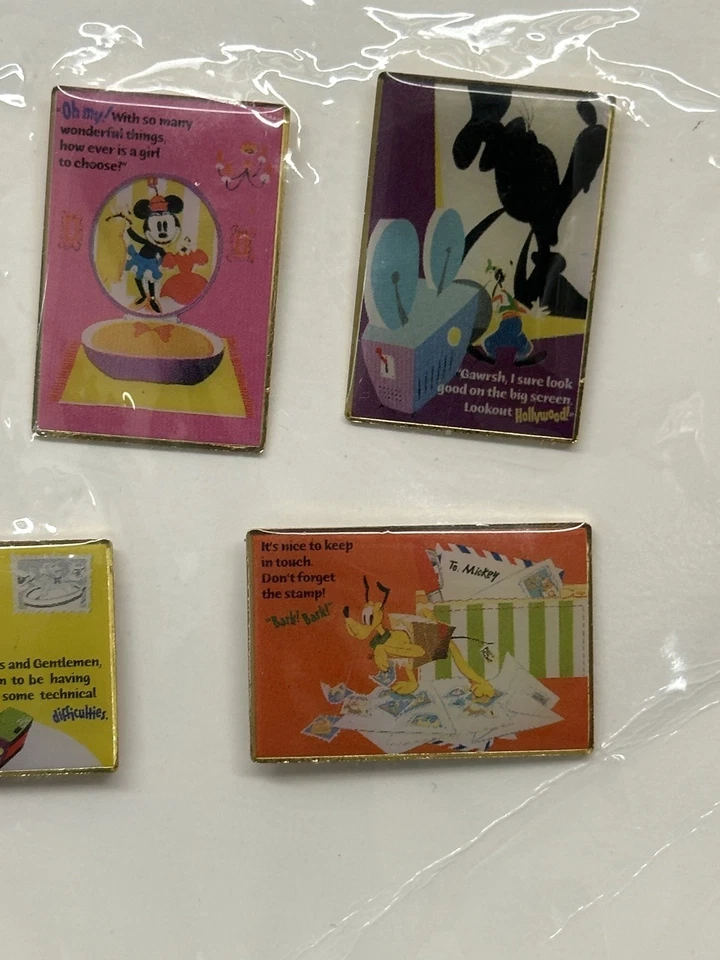 "Oh my! With so many
wonderful things,
how ever is a girl
to choose?"
"Gawrsh, I sure look
good on the big screen.
Lookout Hollywood!"
s and Gentlemen,
n to be having
some technical
difficulties.
It's nice to keep
in touch.
Don't forget
the stamp!
"Bark! Bark!"
To Mickey